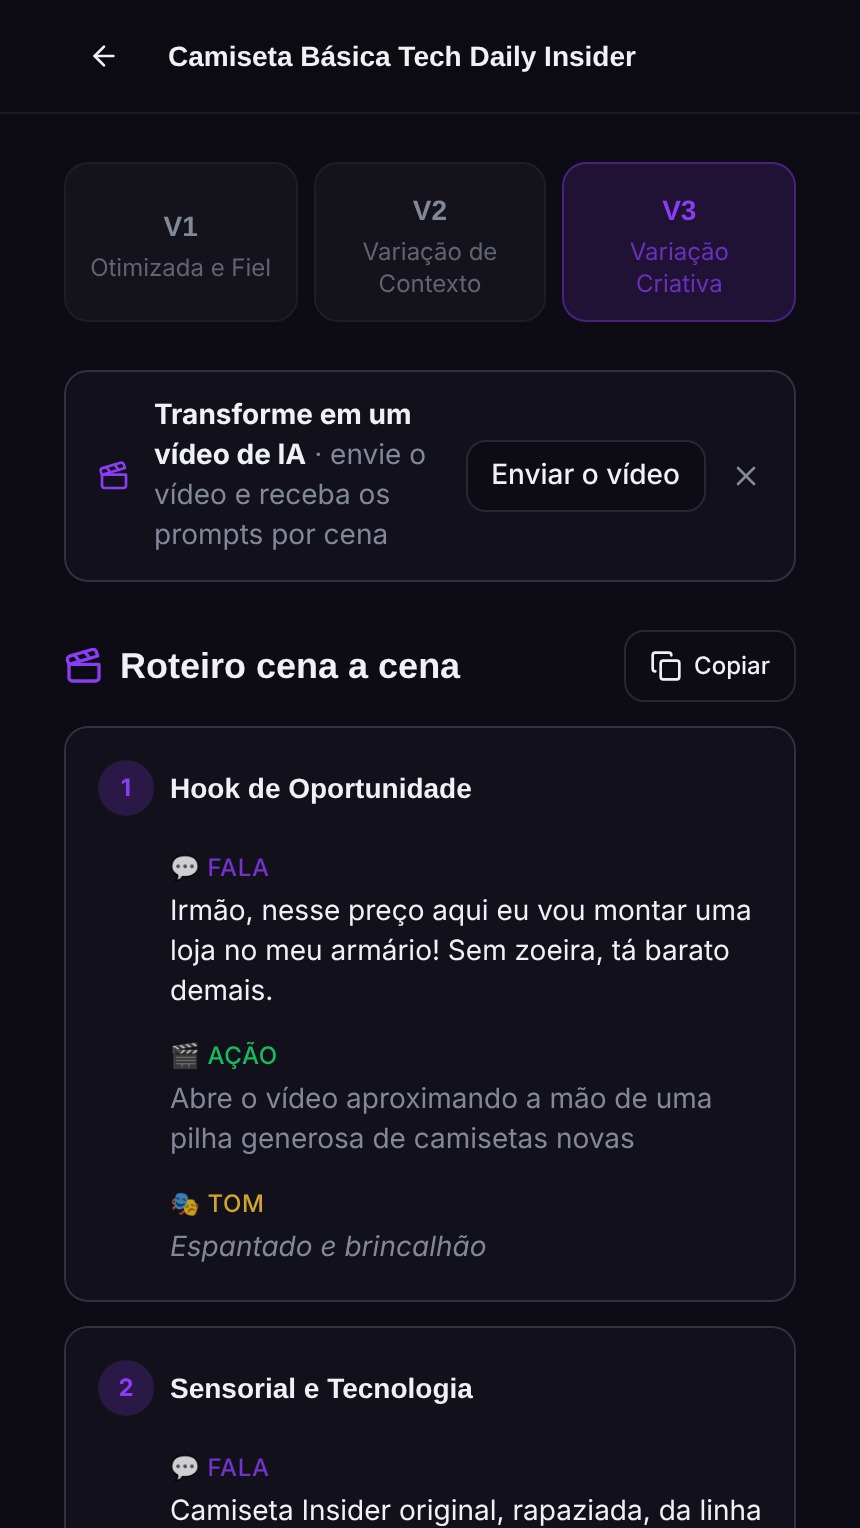 Camiseta Básica Tech Daily Insider
V1
Otimizada e Fiel
V2
Variação de
Contexto
V3
Variação
Criativa
Transforme em um
vídeo de IA · envie o
vídeo e receba os
prompts por cena
Enviar o vídeo
Roteiro cena a cena
Copiar
1
Hook de Oportunidade
💬 FALA
Irmão, nesse preço aqui eu vou montar uma
loja no meu armário! Sem zoeira, tá barato
demais.
🎬 AÇÃO
Abre o vídeo aproximando a mão de uma
pilha generosa de camisetas novas
🎭 TOM
Espantado e brincalhão
2
Sensorial e Tecnologia
💬 FALA
Camiseta Insider original, rapaziada, da linha